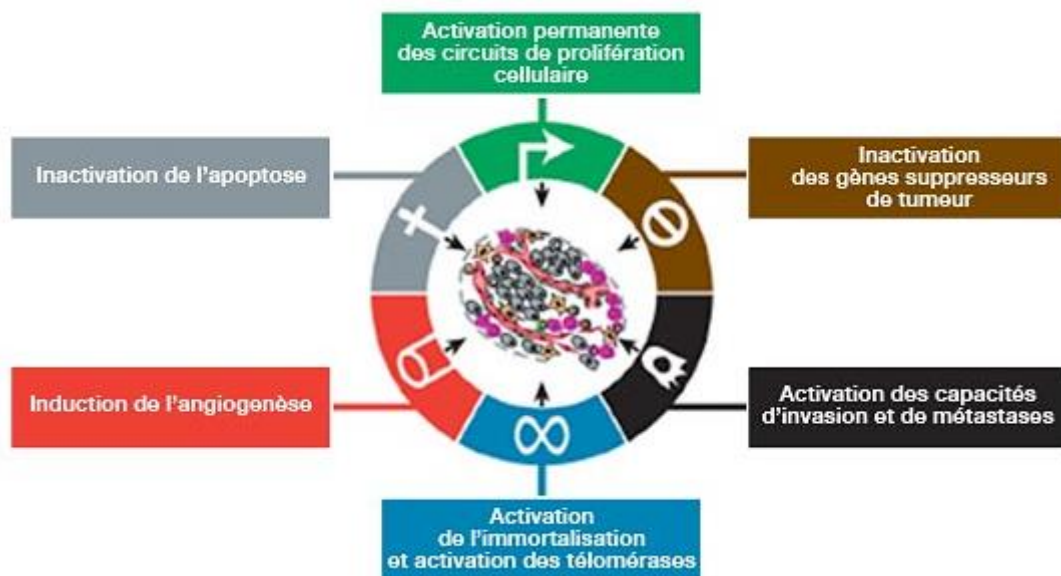 Activation permanente
des circuits de prolifération
cellulaire
Inactivation de l'apoptose
Inactivation
des gènes suppresseurs
de tumeur
Induction de l'angiogenèse
Activation des capacités
d'invasion et de métastases
Activation
de l'immortalisation
et activation des télomérases